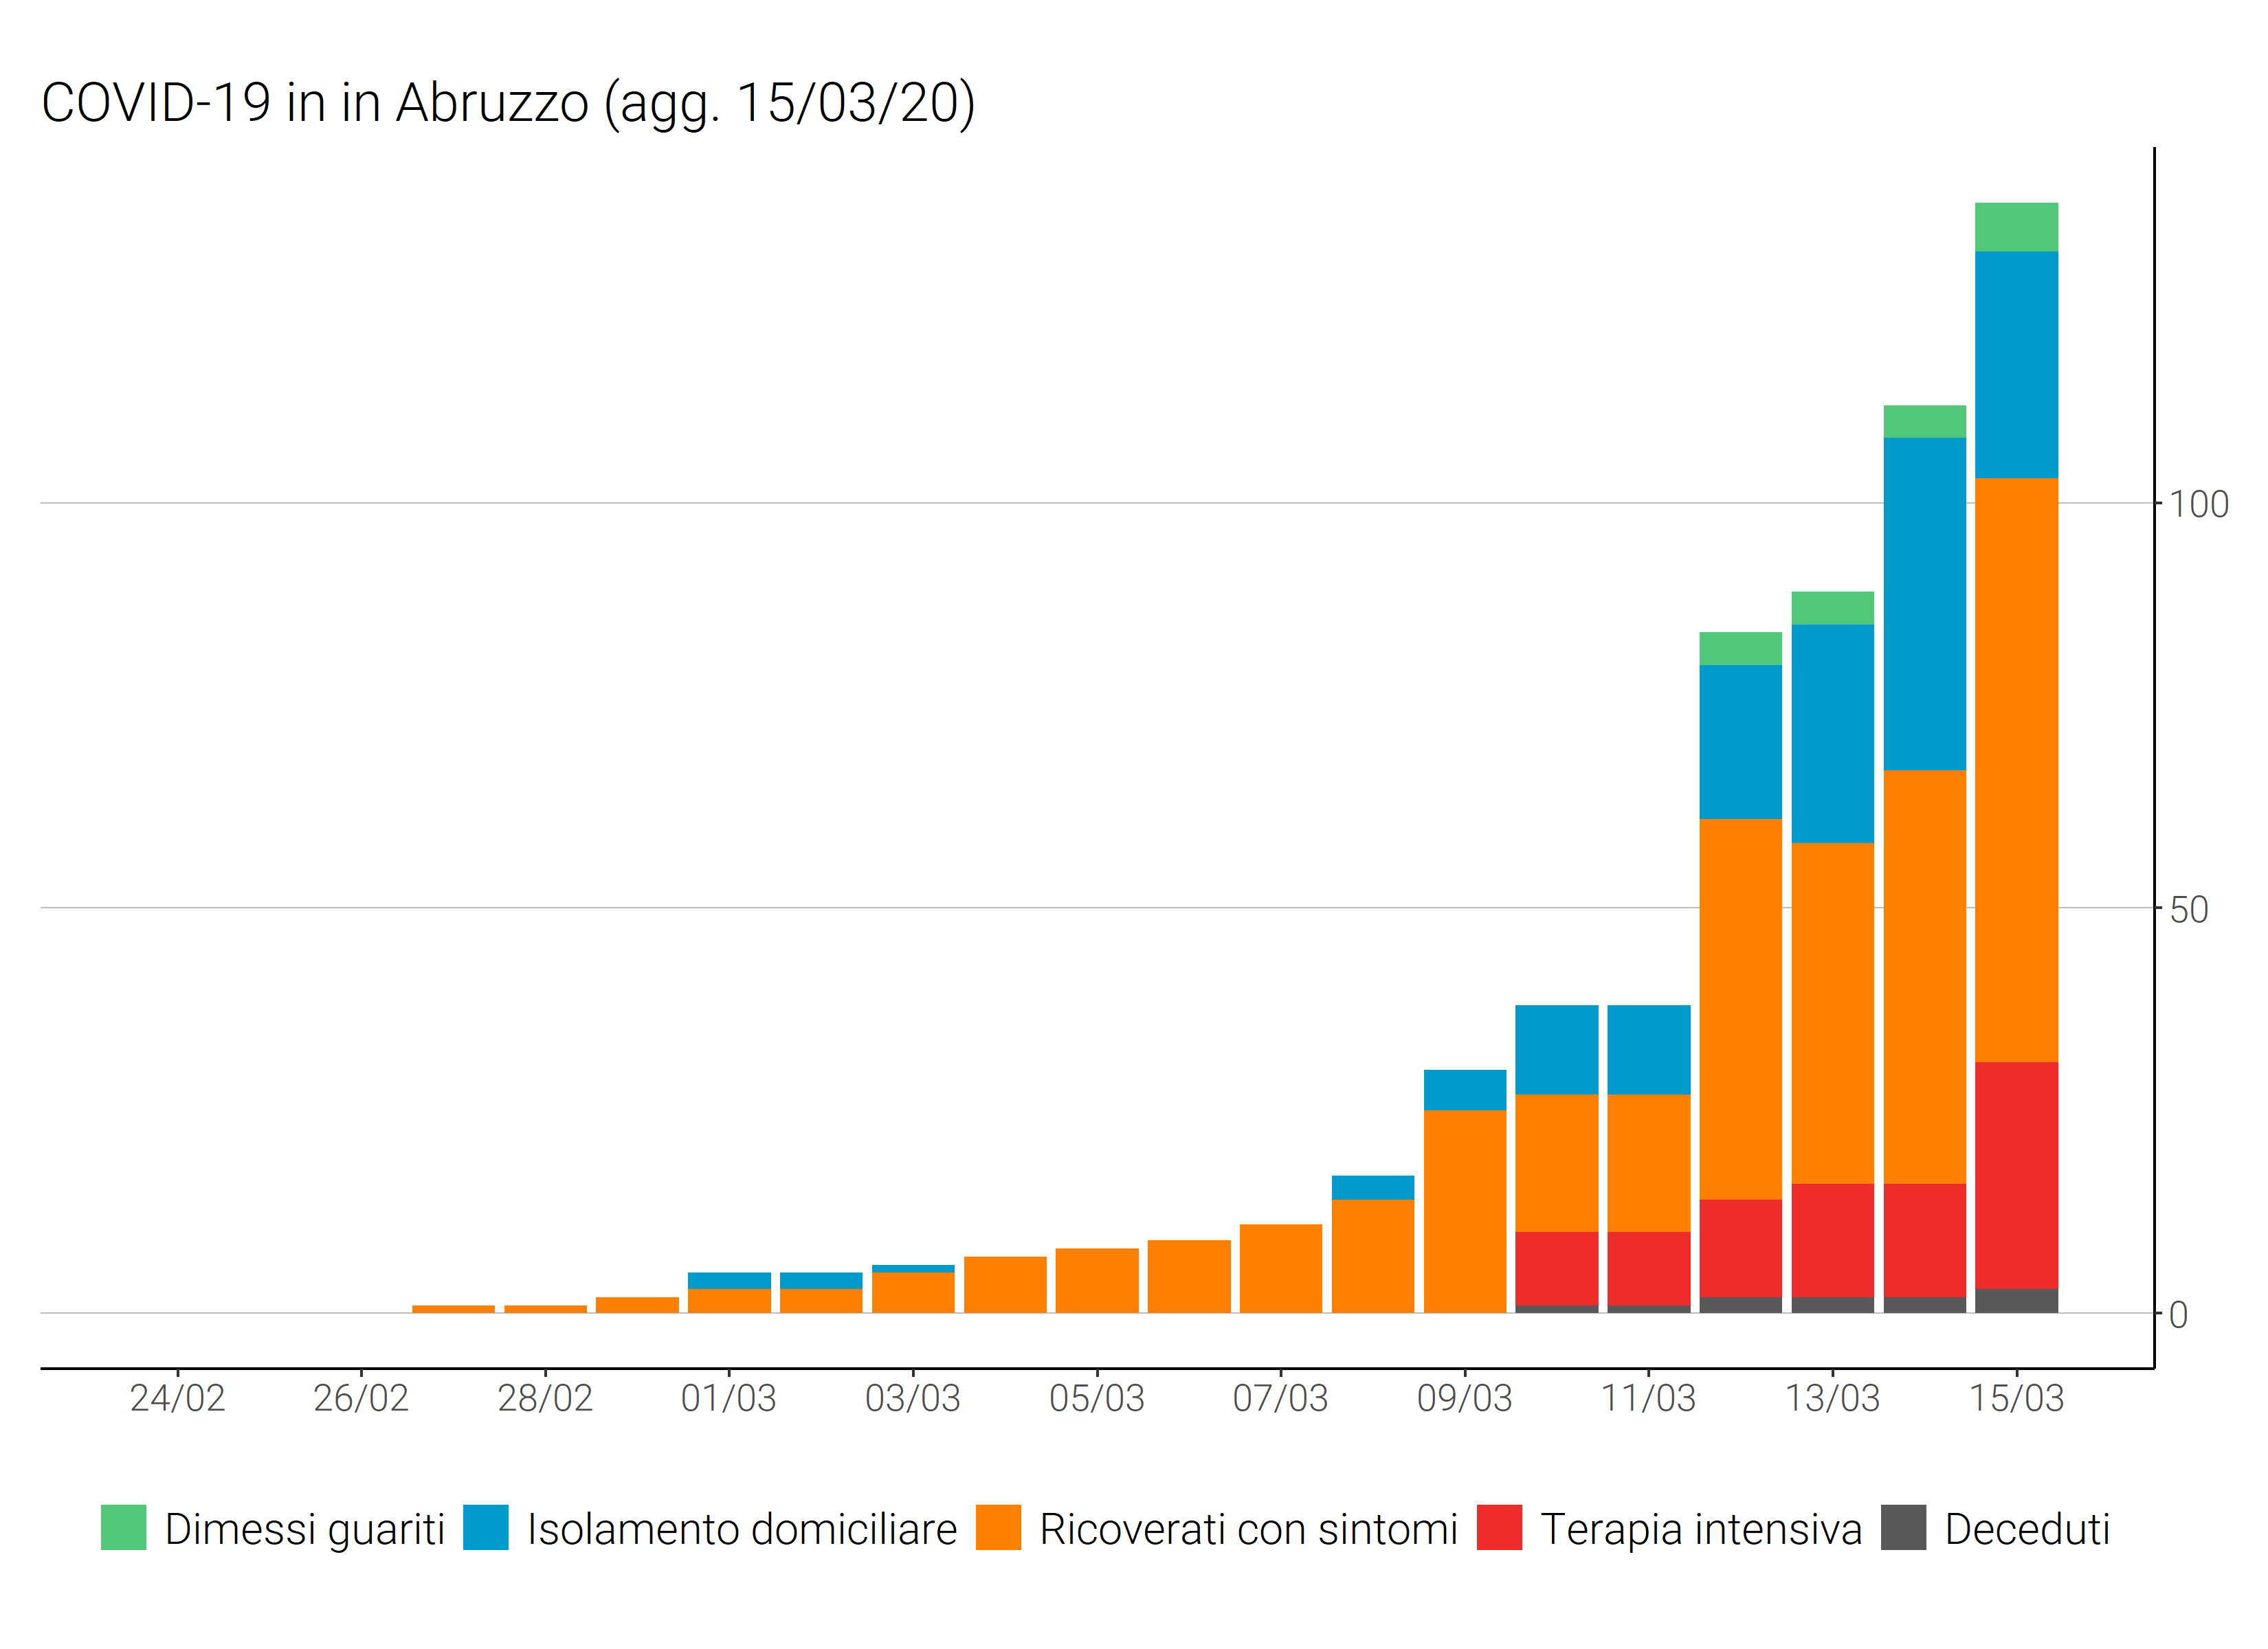 COVID-19 in in Abruzzo (agg. 15/03/20)
100
50
0
24/02 26/02 28/02 01/03 03/03 05/03 07/03 09/03 11/03 13/03 15/03
Dimessi guariti Isolamento domiciliare Ricoverati con sintomi Terapia intensiva Deceduti